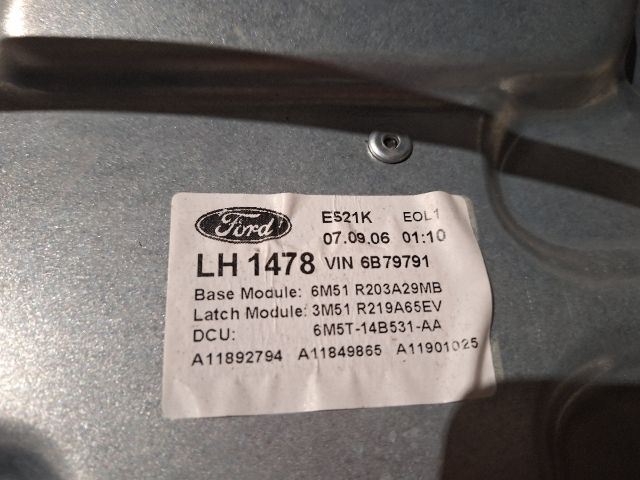 Ford
ES21K EOL1
07.09.06 01:10
LH 1478 VIN 6B79791
Base Module: 6M51 R203A29MB
Latch Module: 3M51 R219A65EV
DCU: 6M5T-14B531-AA
A11892794 A11849865 A11901025